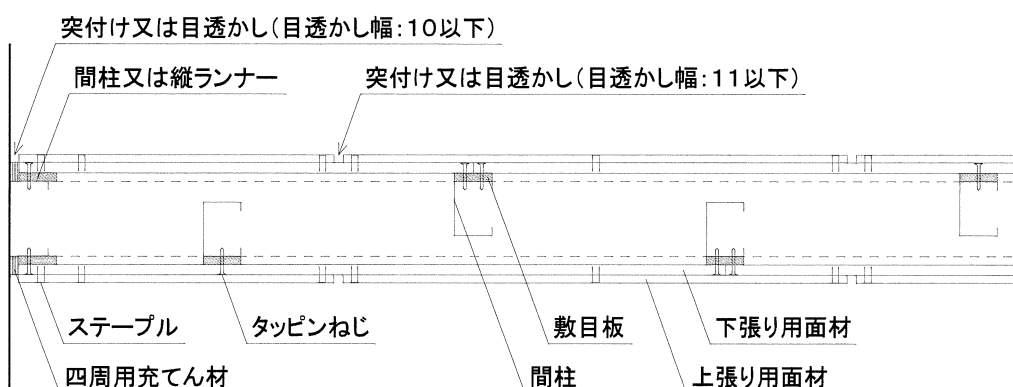 突付け又は目透かし(目透かし幅:10以下)
間柱又は縦ランナー
突付け又は目透かし(目透かし幅:11以下)
ステープル
タッピンねじ
敷目板
下張り用面材
四周用充てん材
間柱
上張り用面材